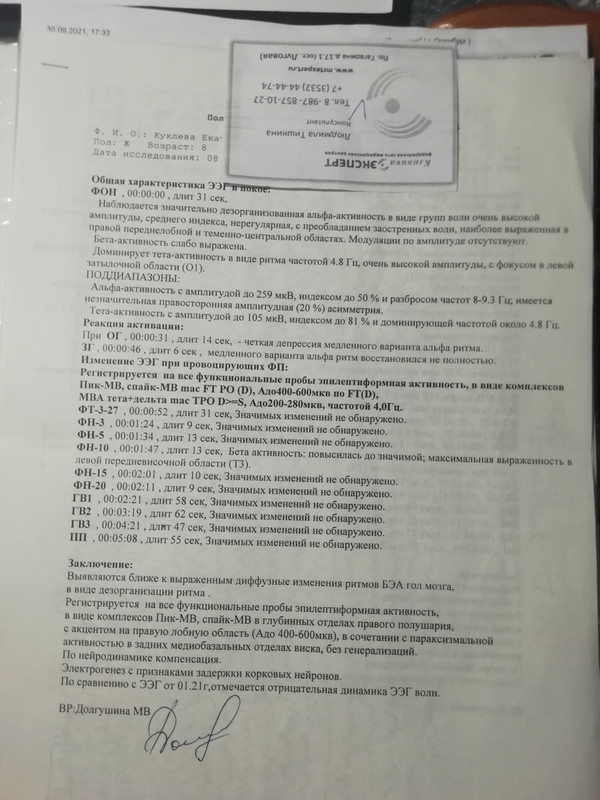 30.09.2021, 17:33
Пр. Гагарина д.17.1 (ост. Луговая)
www. mrtexpert.ru
+7 (3532) 44-44-74
Тел. 8 -987- 857-10-27
Консультант
Людмила Тишкина
Клиника ЭКСПЕРТ
Пол
Ф. И. О.: Куклева Ека
Пол: Ж Возраст: 8
Дата исследования: 08
Общая характеристика ЭЭГ в покое:
ФОН , 00:00:00 , длит 31 сек,
Наблюдается значительно дезорганизованная альфа-активность в виде групп волн очень высокой
амплитуды, среднего индекса, нерегулярная, с преобладанием заостренных волн, наиболее выраженная в
правой переднелобной и теменно-центральной областях. Модуляции по амплитуде отсутствуют.
Бета-активность слабо выражена.
Доминирует тета-активность в виде ритма частотой 4.8 Гц, очень высокой амплитуды, с фокусом в левой
затылочной области (O1).
ПОДДИАПАЗОНЫ:
Альфа-активность с амплитудой до 259 мкВ, индексом до 50 % и разбросом частот 8-9.3 Гц; имеется
незначительная правосторонняя амплитудная (20 %) асимметрия.
Тета-активность с амплитудой до 105 мкВ, индексом до 81 % и доминирующей частотой около 4.8 Гц.
Реакция активации:
При ОГ , 00:00:31 , длит 14 сек, - четкая депрессия медленного варианта альфа ритма.
ЗГ , 00:00:46 , длит 6 сек , медленного варианта альфа ритм восстановился не полностью.
Изменение ЭЭГ при провоцирующих ФП:
Регистрируется на все функциональные пробы эпилептиформная активность, в виде комплексов
Пик-МВ, спайк-МВ mac FT PO (D), Адо400-600мкв по FT(D),
МВА тета+дельта mac TPO D>=S, Адо200-280мкв, частотой 4,0Гц.
ФТ-3-27 , 00:00:52 , длит 31 сек, Значимых изменений не обнаружено.
ФН-3 , 00:01:24 , длит 9 сек, Значимых изменений не обнаружено.
ФН-5 , 00:01:34 , длит 13 сек, Значимых изменений не обнаружено.
ФН-10 , 00:01:47 , длит 13 сек, Бета активность: повысилась до значимой; максимальная выраженность в
левой передневисочной области (T3).
ФН-15 , 00:02:01 , длит 10 сек, Значимых изменений не обнаружено.
ФН-20 , 00:02:11 , длит 9 сек, Значимых изменений не обнаружено.
ГВ1 , 00:02:21 , длит 58 сек, Значимых изменений не обнаружено.
ГВ2 , 00:03:19 , длит 62 сек, Значимых изменений не обнаружено.
ГВ3 , 00:04:21 , длит 47 сек, Значимых изменений не обнаружено.
ПП , 00:05:08 , длит 55 сек, Значимых изменений не обнаружено.
Заключение:
Выявляются ближе к выраженным диффузные изменения ритмов БЭА гол мозга,
в виде дезорганизации ритма .
Регистрируется на все функциональные пробы эпилептиформная активность,
в виде комплексов Пик-МВ, спайк-МВ в глубинных отделах правого полушария,
с акцентом на правую лобную область (Адо 400-600мкв), в сочетании с параксизмальной
активностью в задних медиобазальных отделах виска, без генерализаций.
По нейродинамике компенсация.
Электрогенез с признаками задержки корковых нейронов.
По сравнению с ЭЭГ от 01.21г,отмечается отрицательная динамика ЭЭГ волн.
ВР:Долгушина МВ